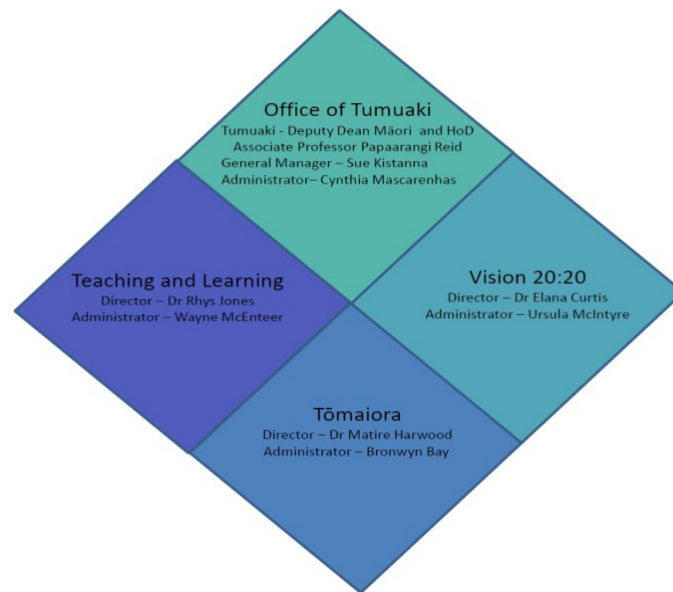 Office of Tumuaki
Tumuaki - Deputy Dean Māori and HoD
Associate Professor Papaarangi Reid
General Manager – Sue Kistanna
Administrator– Cynthia Mascarenhas
Teaching and Learning
Director – Dr Rhys Jones
Administrator – Wayne McEnteer
Vision 20:20
Director – Dr Elana Curtis
Administrator – Ursula McIntyre
Tōmaiora
Director – Dr Matire Harwood
Administrator – Bronwyn Bay